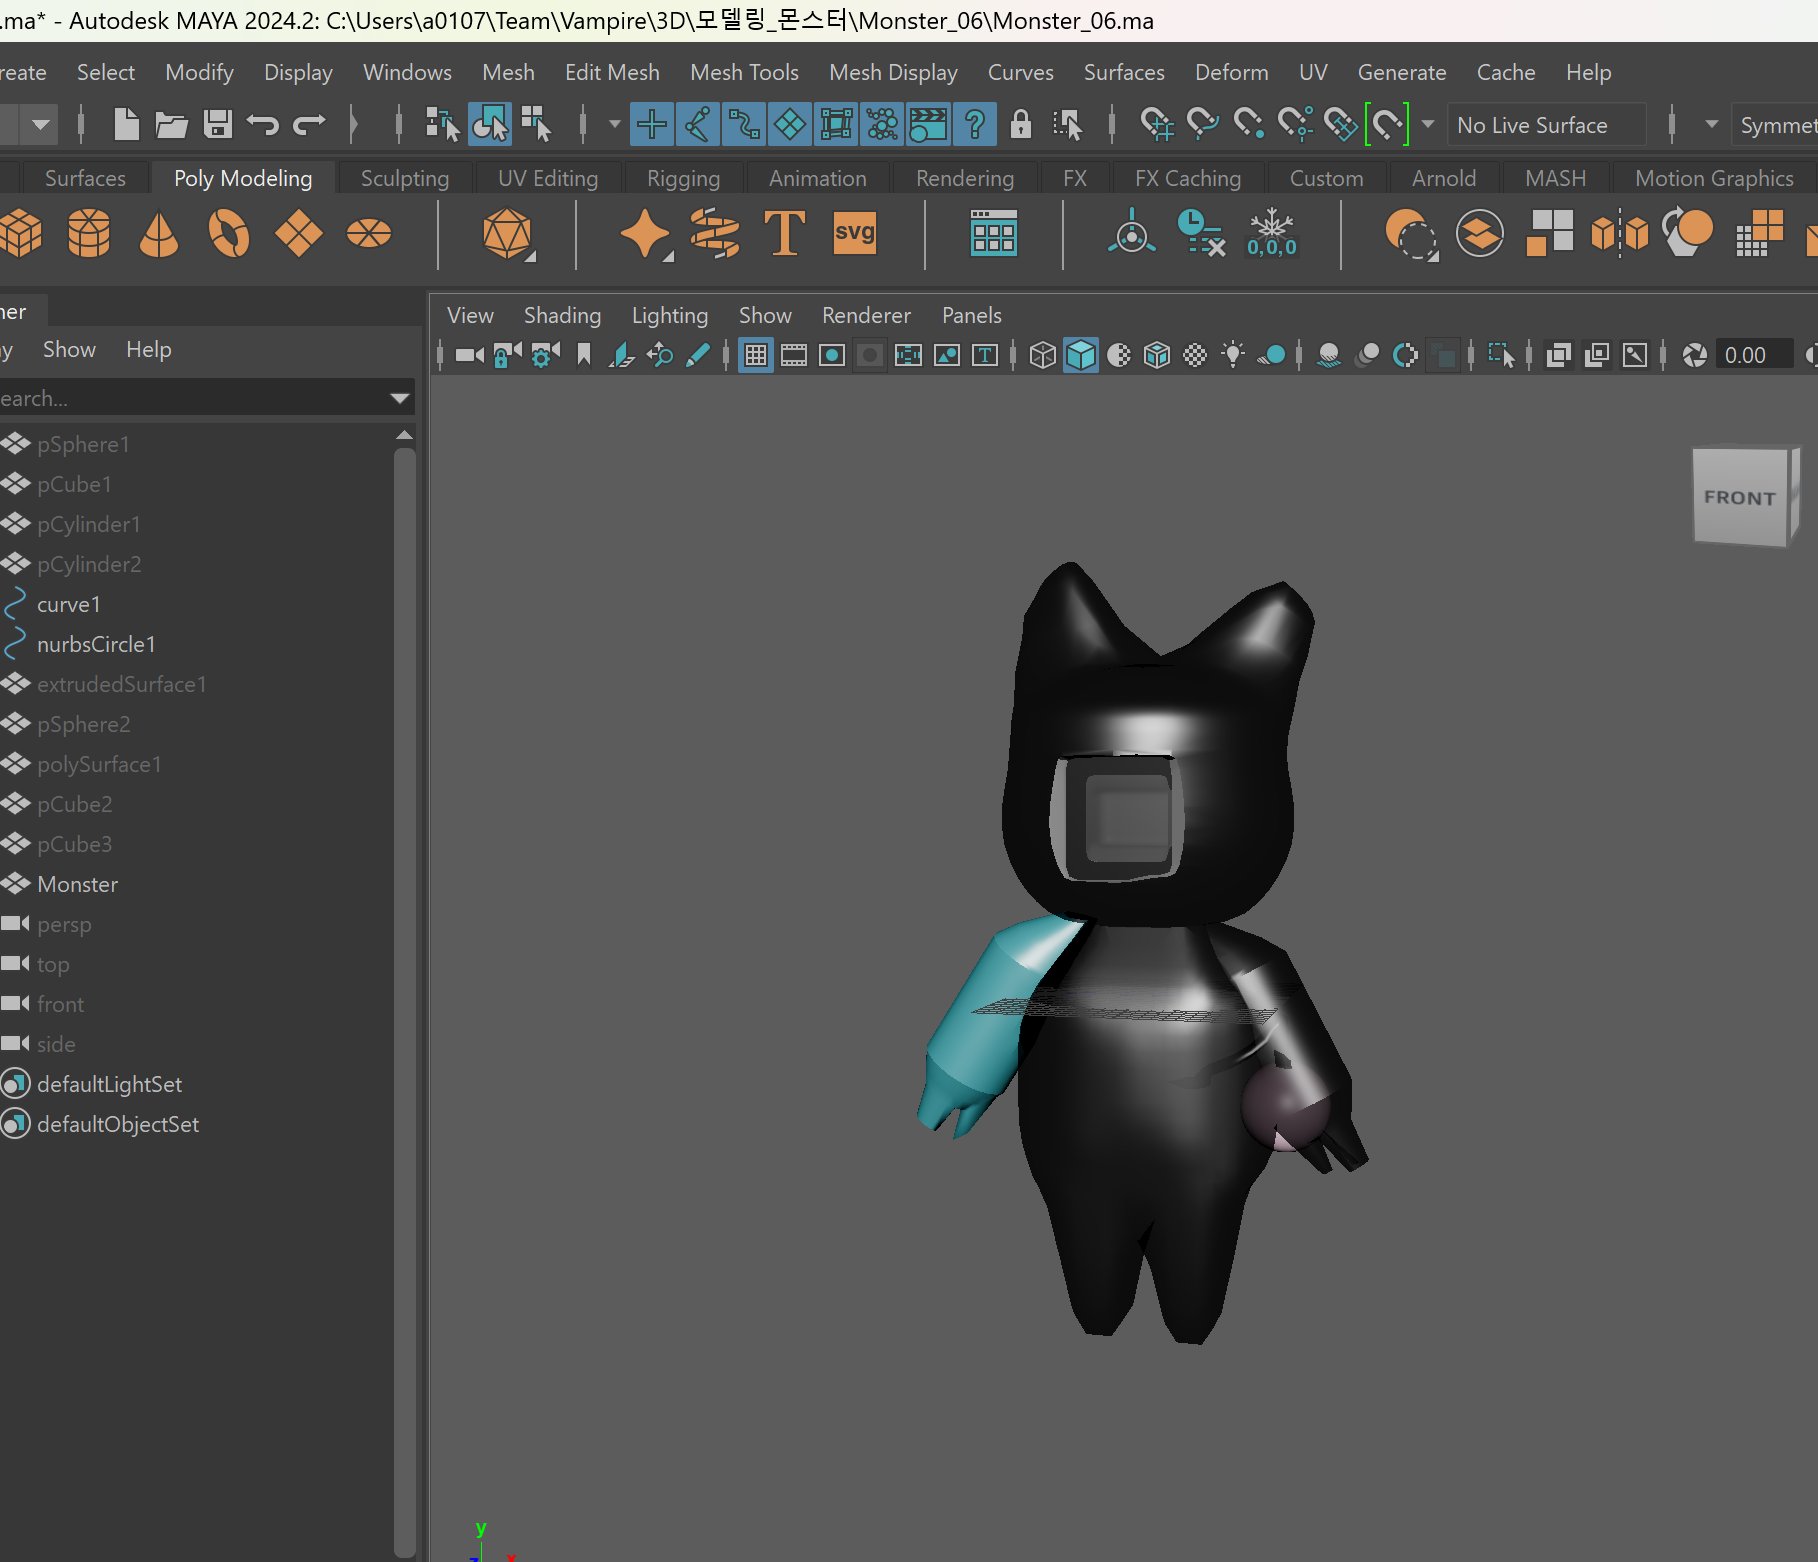 .ma* - Autodesk MAYA 2024.2: C:\Users\a0107\Team\Vampire\3D\모델링_몬스터\Monster_06\Monster_06.ma
reate Select Modify Display Windows Mesh Edit Mesh Mesh Tools Mesh Display Curves Surfaces Deform UV Generate Cache Help
No Live Surface Symmet
Surfaces Poly Modeling Sculpting UV Editing Rigging Animation Rendering FX FX Caching Custom Arnold MASH Motion Graphics
T svg 0,0,0
ner
View Shading Lighting Show Renderer Panels
y Show Help
T 0.00
earch...
pSphere1
pCube1
FRONT
pCylinder1
pCylinder2
curve1
nurbsCircle1
extrudedSurface1
pSphere2
polySurface1
pCube2
pCube3
Monster
persp
top
front
side
defaultLightSet
defaultObjectSet
y
z x